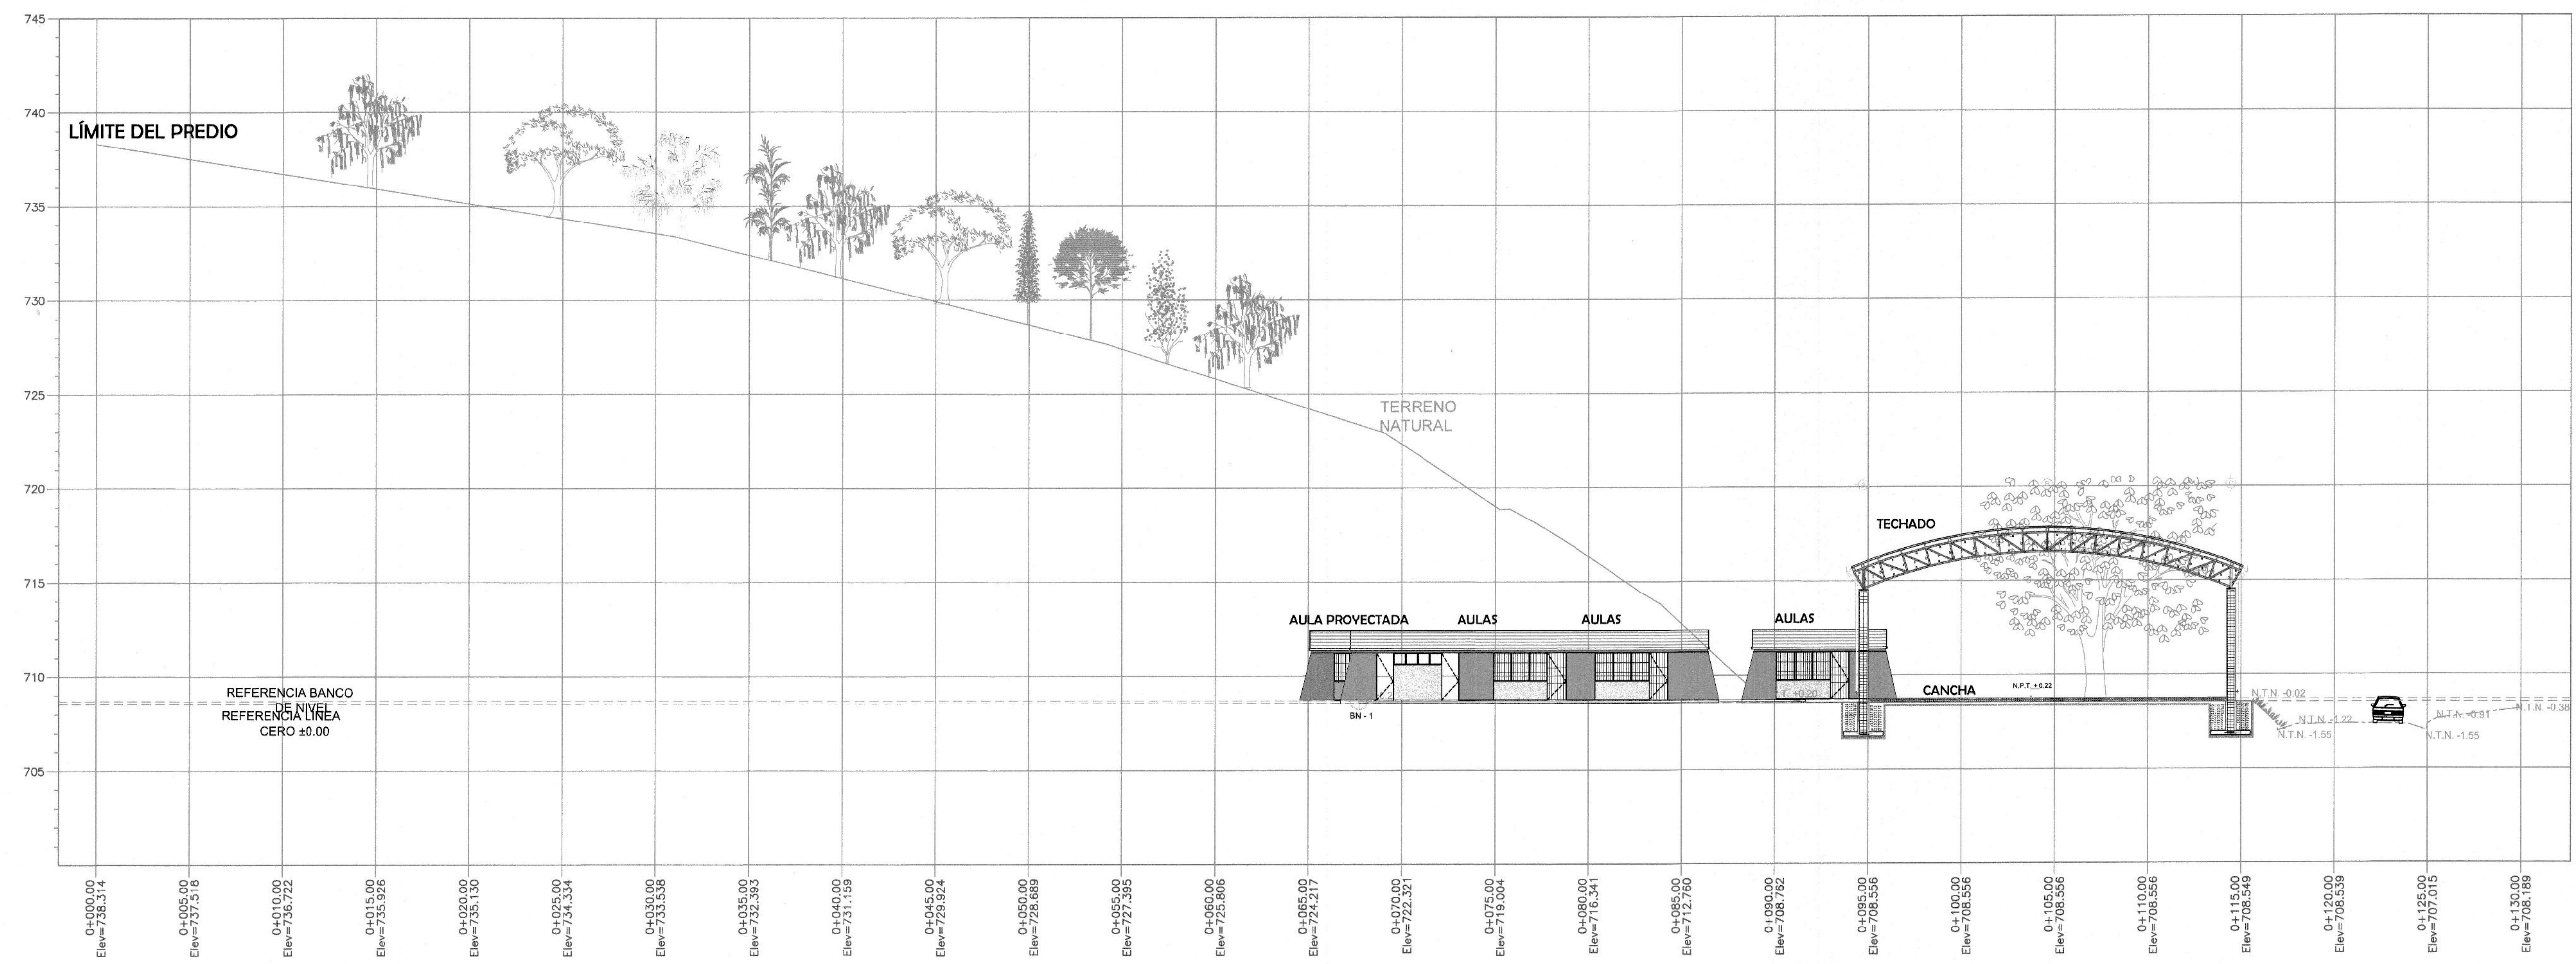 745
740
735
730
725
720
715
710
705
LÍMITE DEL PREDIO
TERRENO
NATURAL
TECHADO
AULA PROYECTADA
AULAS
AULAS
AULAS
REFERENCIA BANCO
DE NIVEL
REFERENCIA LÍNEA
CERO ±0.00
BN - 1
+0.20
CANCHA
N.P.T. + 0.22
N.T.N. -0.02
N.T.N. -1.22
N.T.N. -1.55
N.T.N. -0.91
N.T.N. -1.55
N.T.N. -0.38
0+000.00
Elev=738.314
0+005.00
Elev=737.518
0+010.00
Elev=736.722
0+015.00
Elev=735.926
0+020.00
Elev=735.130
0+025.00
Elev=734.334
0+030.00
Elev=733.538
0+035.00
Elev=732.393
0+040.00
Elev=731.159
0+045.00
Elev=729.924
0+050.00
Elev=728.689
0+055.00
Elev=727.395
0+060.00
Elev=725.806
0+065.00
Elev=724.217
0+070.00
Elev=722.321
0+075.00
Elev=719.004
0+080.00
Elev=716.341
0+085.00
Elev=712.760
0+090.00
Elev=708.762
0+095.00
Elev=708.556
0+100.00
Elev=708.556
0+105.00
Elev=708.556
0+110.00
Elev=708.556
0+115.00
Elev=708.549
0+120.00
Elev=708.539
0+125.00
Elev=707.015
0+130.00
Elev=708.189